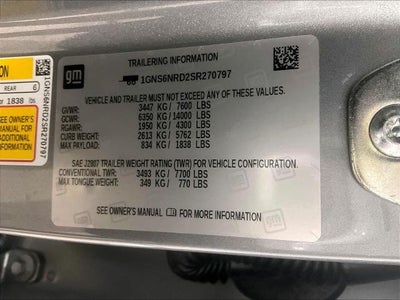 TRAILERING INFORMATION
gm
1GNS6NRD2SR270797
VEHICLE AND TRAILER MUST NOT EXCEED ANY OF THESE VALUES.
GVWR: 3447 KG / 7600 LBS
GCWR: 6350 KG / 14000 LBS
RGAWR: 1950 KG / 4300 LBS
CURB WEIGHT: 2613 KG / 5762 LBS
MAX PAYLOAD: 834 KG / 1838 LBS
SAE J2807 TRAILER WEIGHT RATING (TWR) FOR VEHICLE CONFIGURATION.
CONVENTIONAL TWR: 3493 KG / 7700 LBS
MAX TONGUE WEIGHT: 349 KG / 770 LBS
SEE OWNER'S MANUAL FOR MORE INFORMATION
ION
REAR 6
or 1838 lbs
SEE OWNER'S
MANUAL FOR
ADDITIONAL
INFORMATION
1GNS6NRD2SR270797